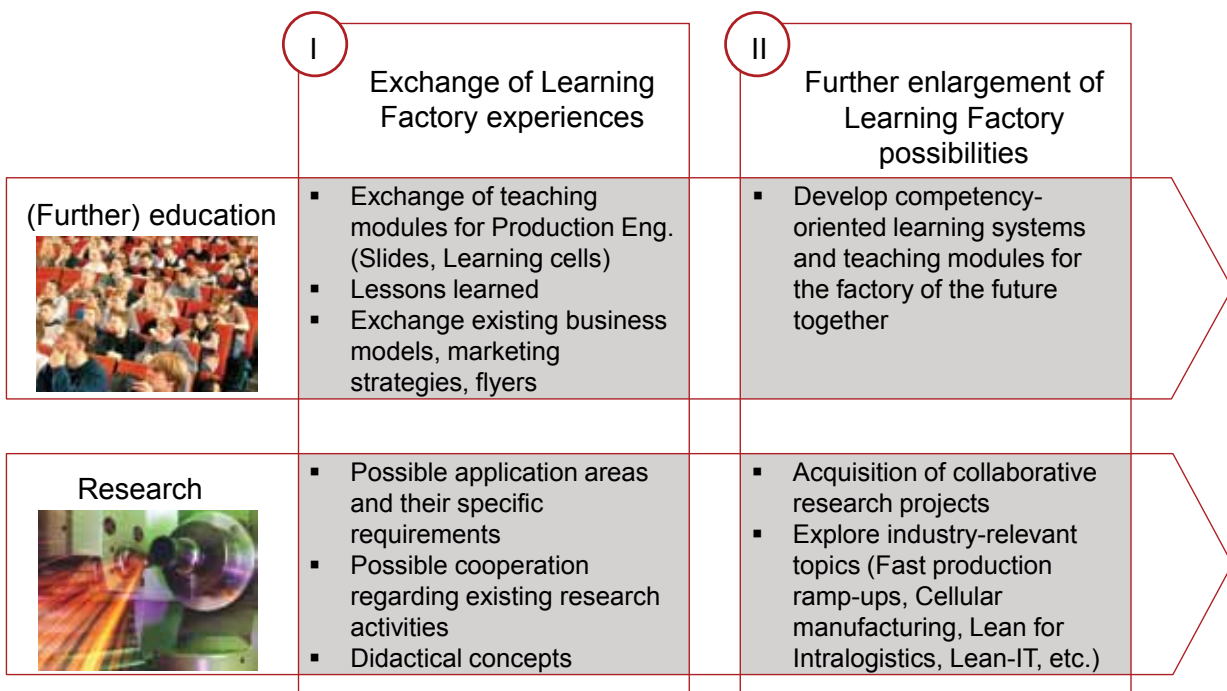 I
Exchange of Learning
Factory experiences
II
Further enlargement of
Learning Factory
possibilities
(Further) education
▪ Exchange of teaching
modules for Production Eng.
(Slides, Learning cells)
▪ Lessons learned
▪ Exchange existing business
models, marketing
strategies, flyers
▪ Develop competency-
oriented learning systems
and teaching modules for
the factory of the future
together
Research
▪ Possible application areas
and their specific
requirements
▪ Possible cooperation
regarding existing research
activities
▪ Didactical concepts
▪ Acquisition of collaborative
research projects
▪ Explore industry-relevant
topics (Fast production
ramp-ups, Cellular
manufacturing, Lean for
Intralogistics, Lean-IT, etc.)